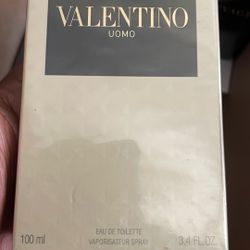 VALENTINO
UOMO
EAU DE TOILETTE
100 ml VAPORISATEUR SPRAY 3.4 FL.OZ